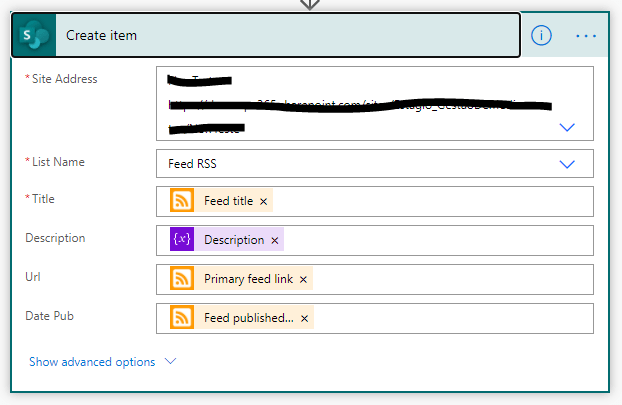 Create item
* Site Address
* List Name
Feed RSS
* Title
Feed title ×
Description
{x} Description ×
Url
Primary feed link ×
Date Pub
Feed published... ×
Show advanced options